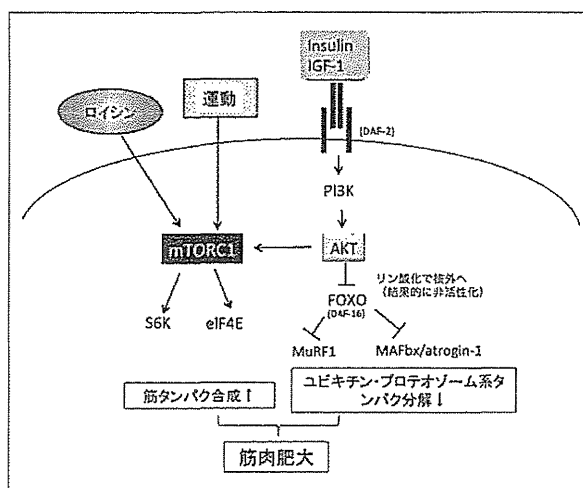 Insulin
IGF-1
ロイシン
運動
(DAF-2)
PI3K
mTORC1
AKT
リン酸化で核外へ
(結果的に非活性化)
FOXO
(DAF-16)
S6K
eIF4E
MuRF1
MAFbx/atrogin-1
筋タンパク合成↑
ユビキチン・プロテオゾーム系タ
ンパク分解↓
筋肉肥大